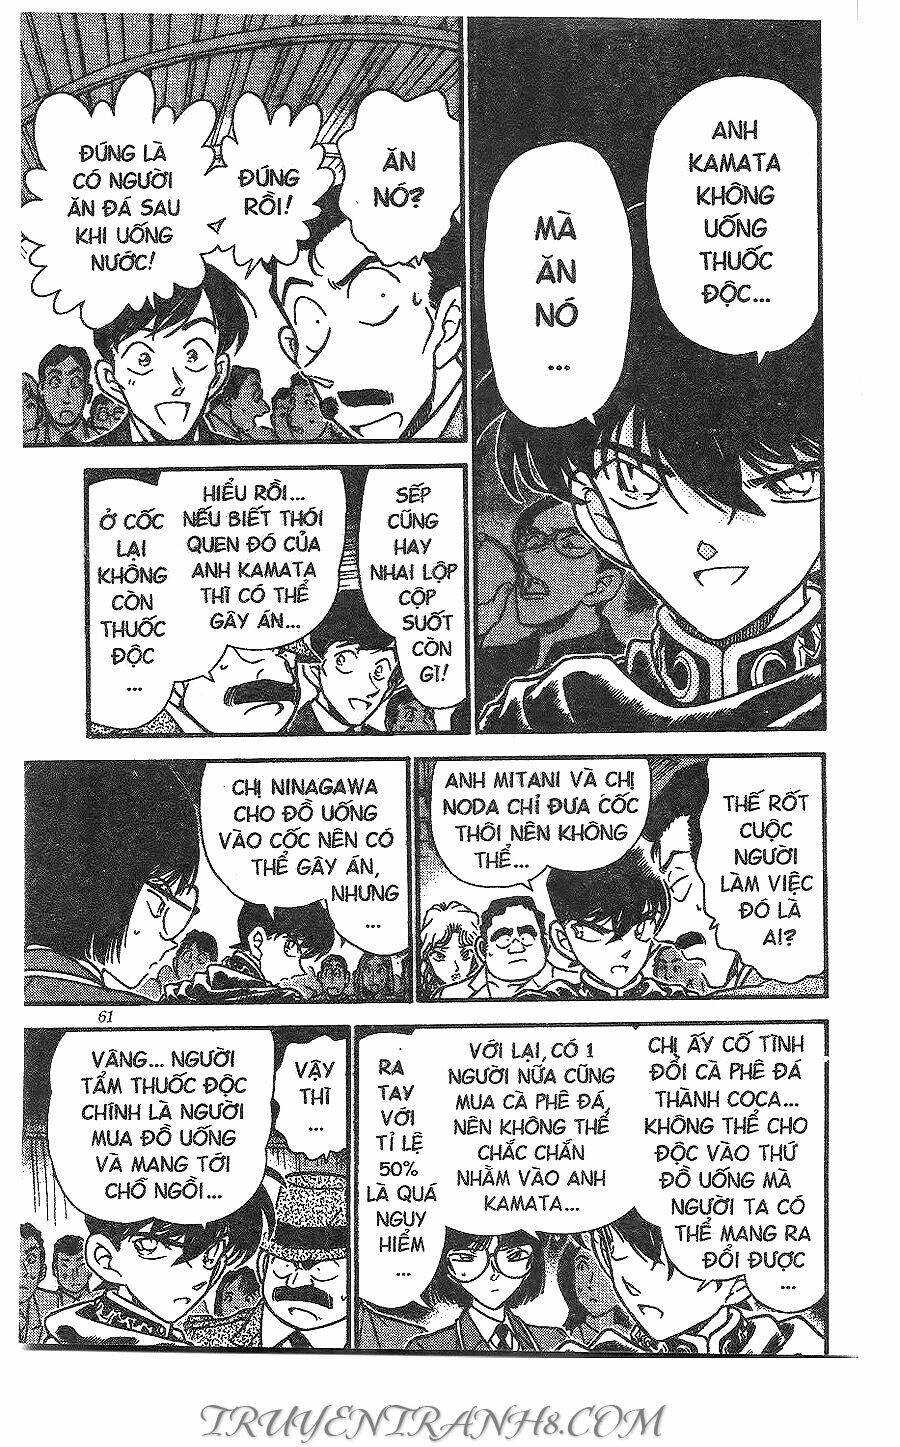 ANH
KAMATA
KHÔNG
UỐNG
THUỐC
ĐỘC...
MÀ
ĂN
NÓ
...
ĂN
NÓ?
ĐÚNG
RỒI!
ĐÚNG LÀ
CÓ NGƯỜI
ĂN ĐÁ SAU
KHI UỐNG
NƯỚC!
SẾP
CŨNG
HAY
NHAI LỘP
CỘP
SUỐT
CÒN
GÌ!
HIỂU RỒI...
NẾU BIẾT THÓI
QUEN ĐÓ CỦA
ANH KAMATA
THÌ CÓ THỂ
GÂY ÁN...
Ở CỐC
LẠI
KHÔNG
CÒN
THUỐC
ĐỘC
...
THẾ RỐT
CUỘC
NGƯỜI
LÀM VIỆC
ĐÓ LÀ
AI?
ANH MITANI VÀ CHỊ
NODA CHỈ ĐƯA CỐC
THÔI NÊN KHÔNG
THỂ...
CHỊ NINAGAWA
CHO ĐỒ UỐNG
VÀO CỐC NÊN CÓ
THỂ GÂY ÁN,
NHƯNG
...
61
CHỊ ẤY CỐ TÌNH
ĐỔI CÀ PHÊ ĐÁ
THÀNH COCA...
KHÔNG THỂ CHO
ĐỘC VÀO THỨ
ĐỒ UỐNG MÀ
NGƯỜI TA CÓ
THỂ MANG RA
ĐỔI ĐƯỢC
...
VỚI LẠI, CÓ 1
NGƯỜI NỮA CŨNG
MUA CÀ PHÊ ĐÁ,
NÊN KHÔNG THỂ
CHẮC CHẮN
NHẰM VÀO ANH
KAMATA...
RA
TAY
VỚI
TỈ LỆ
50%
LÀ QUÁ
NGUY
HIỂM
...
VẬY
THÌ
...
VÂNG... NGƯỜI
TẨM THUỐC ĐỘC
CHÍNH LÀ NGƯỜI
MUA ĐỒ UỐNG
VÀ MANG TỚI
CHỖ NGỒI...
TRUYENTRANH8.COM